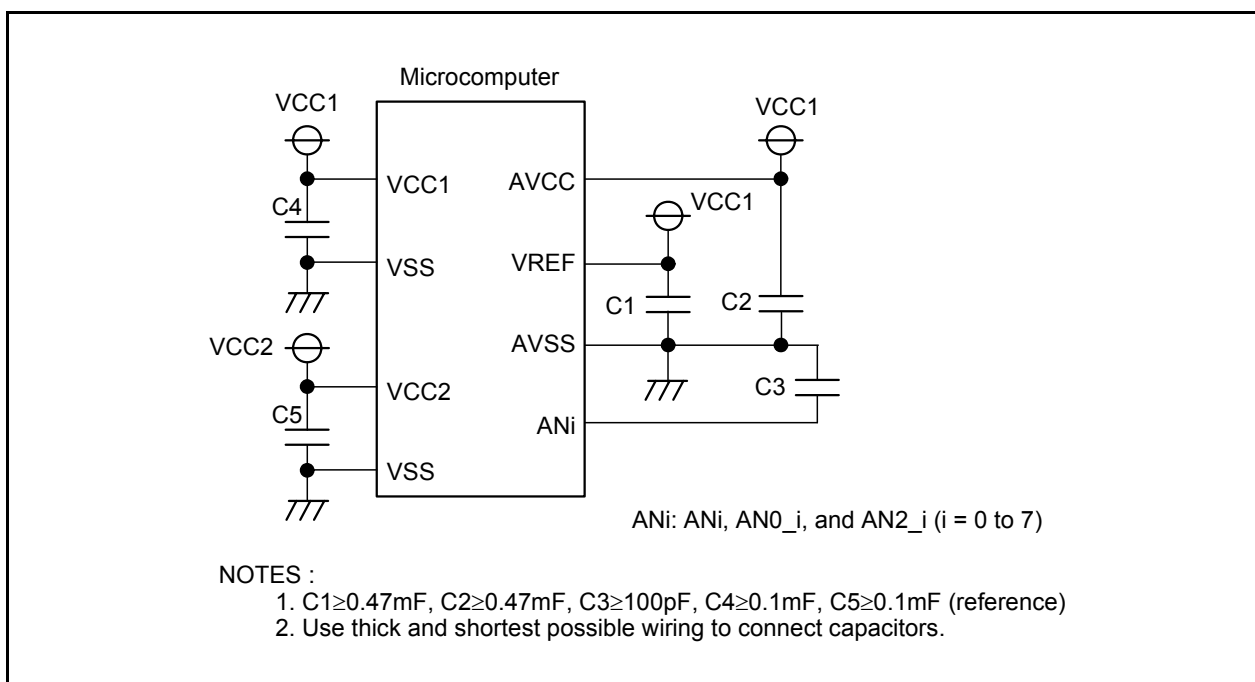 Microcomputer
VCC1
VCC1
VCC1
AVCC
C4
VCC1
VSS
VREF
C1
C2
VCC2
AVSS
VCC2
C3
C5
ANi
VSS
ANi: ANi, AN0_i, and AN2_i (i = 0 to 7)
NOTES :
1. C1≥0.47mF, C2≥0.47mF, C3≥100pF, C4≥0.1mF, C5≥0.1mF (reference)
2. Use thick and shortest possible wiring to connect capacitors.